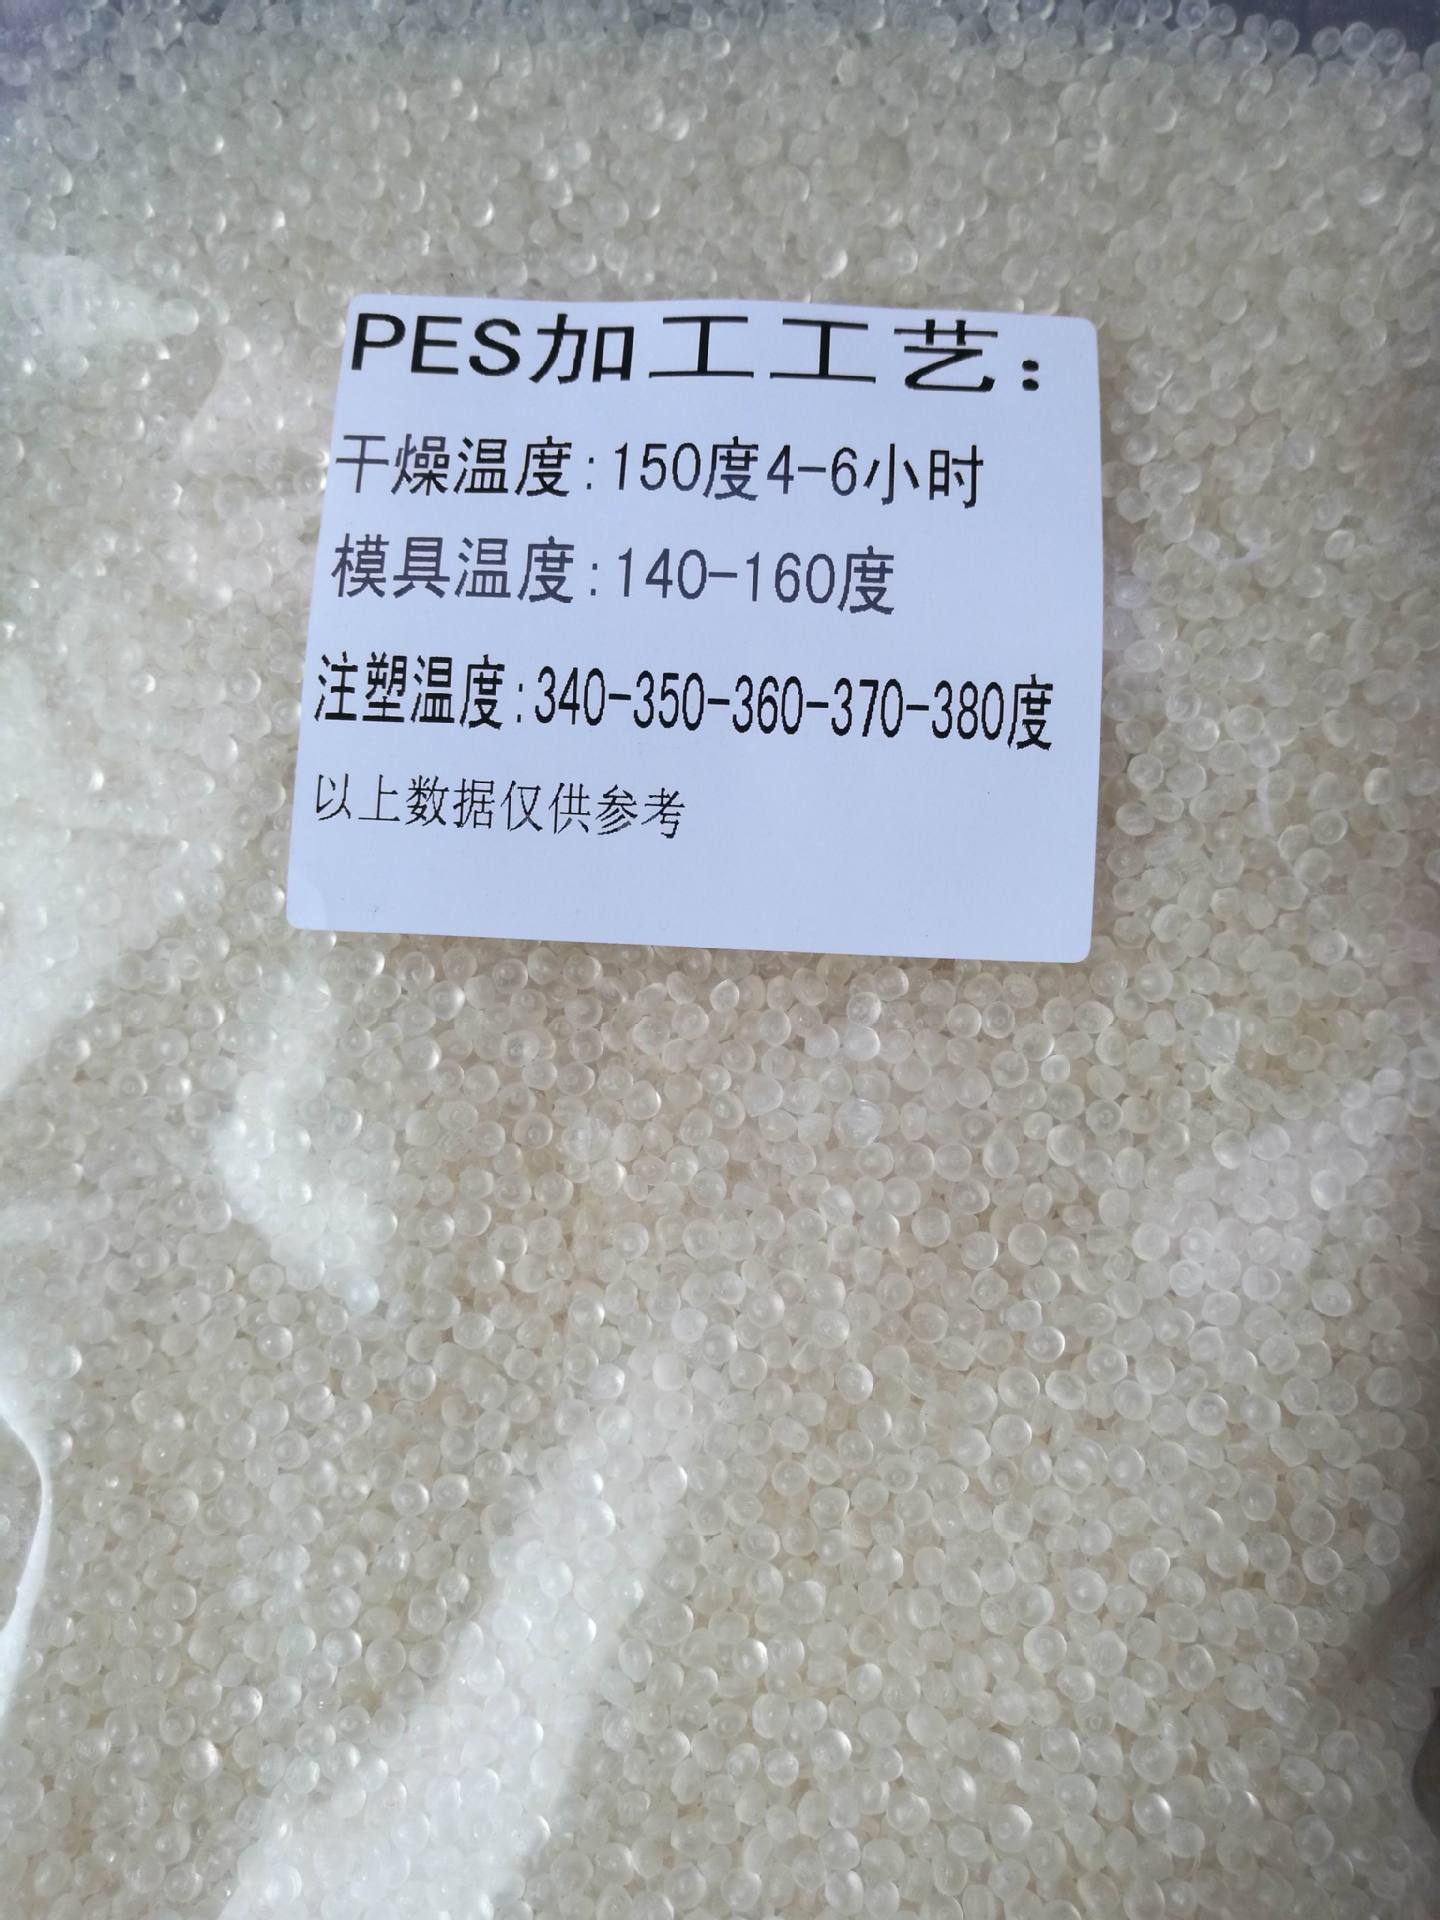 PES加工工艺:
干燥温度:150度4-6小时
模具温度:140-160度
注塑温度:340-350-360-370-380度
以上数据仅供参考